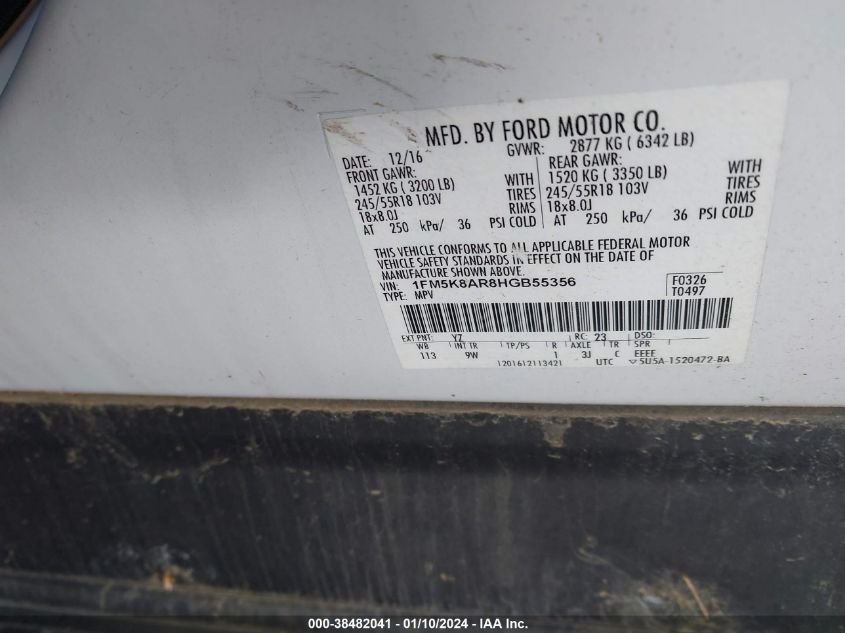 MFD. BY FORD MOTOR CO.
DATE: 12/16 GVWR: 2877 KG ( 6342 LB)
FRONT GAWR: REAR GAWR:
1452 KG ( 3200 LB) WITH 1520 KG ( 3350 LB) WITH
245/55R18 103V TIRES 245/55R18 103V TIRES
18x8.0J RIMS 18x8.0J RIMS
AT 250 kPa/ 36 PSI COLD AT 250 kPa/ 36 PSI COLD
THIS VEHICLE CONFORMS TO ALL APPLICABLE FEDERAL MOTOR
VEHICLE SAFETY STANDARDS IN EFFECT ON THE DATE OF
MANUFACTURE SHOWN ABOVE.
VIN: 1FM5K8AR8HGB55356 F0326
TYPE: MPV T0497
EXT PNT: YZ RC: 23 DSO:
WB INT TR TP/PS R AXLE TR SPR
113 9W 1 3J C EEEE
1201612113421 UTC 5U5A-1520472-BA
000-38482041 - 01/10/2024 - IAA Inc.